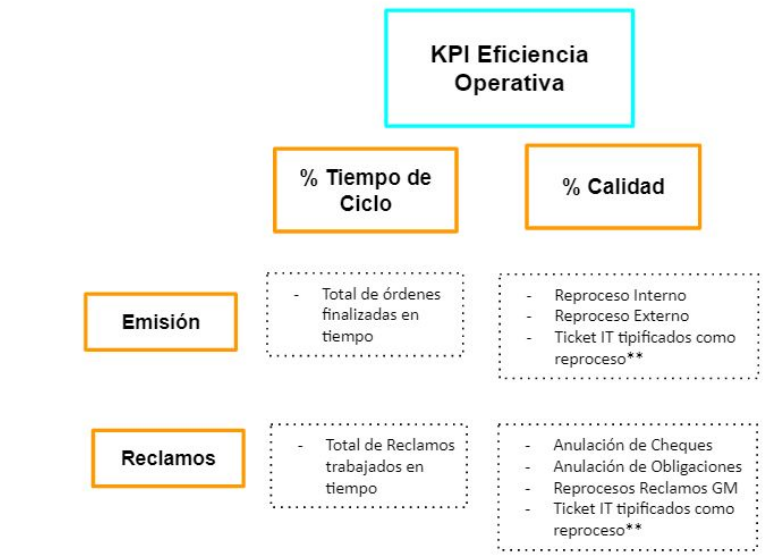 KPI Eficiencia
Operativa
% Tiempo de
Ciclo
% Calidad
Emisión
- Total de órdenes
finalizadas en
tiempo
- Reproceso Interno
- Reproceso Externo
- Ticket IT tipificados como
reproceso**
Reclamos
- Total de Reclamos
trabajados en
tiempo
- Anulación de Cheques
- Anulación de Obligaciones
- Reprocesos Reclamos GM
- Ticket IT tipificados como
reproceso**